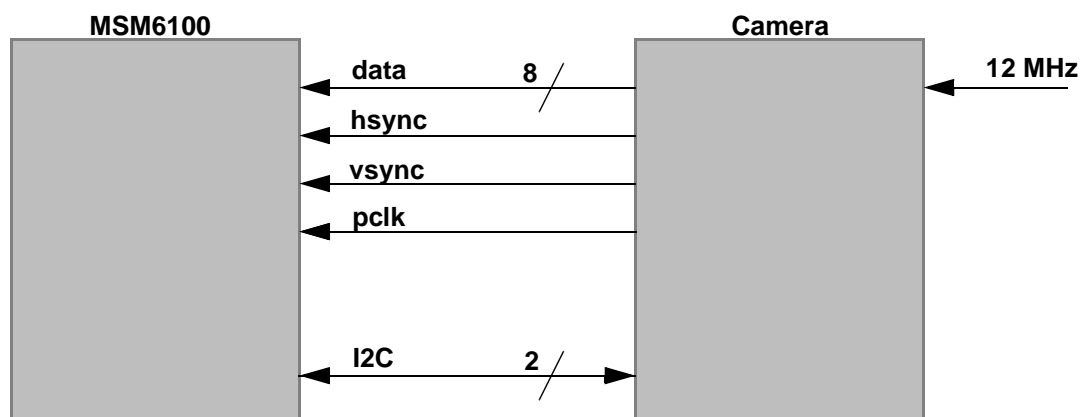 MSM6100
Camera
data 8
12 MHz
hsync
vsync
pclk
I2C 2